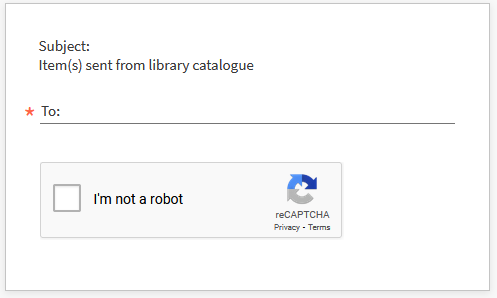 Subject:
Item(s) sent from library catalogue
* To:
I'm not a robot
reCAPTCHA
Privacy - Terms